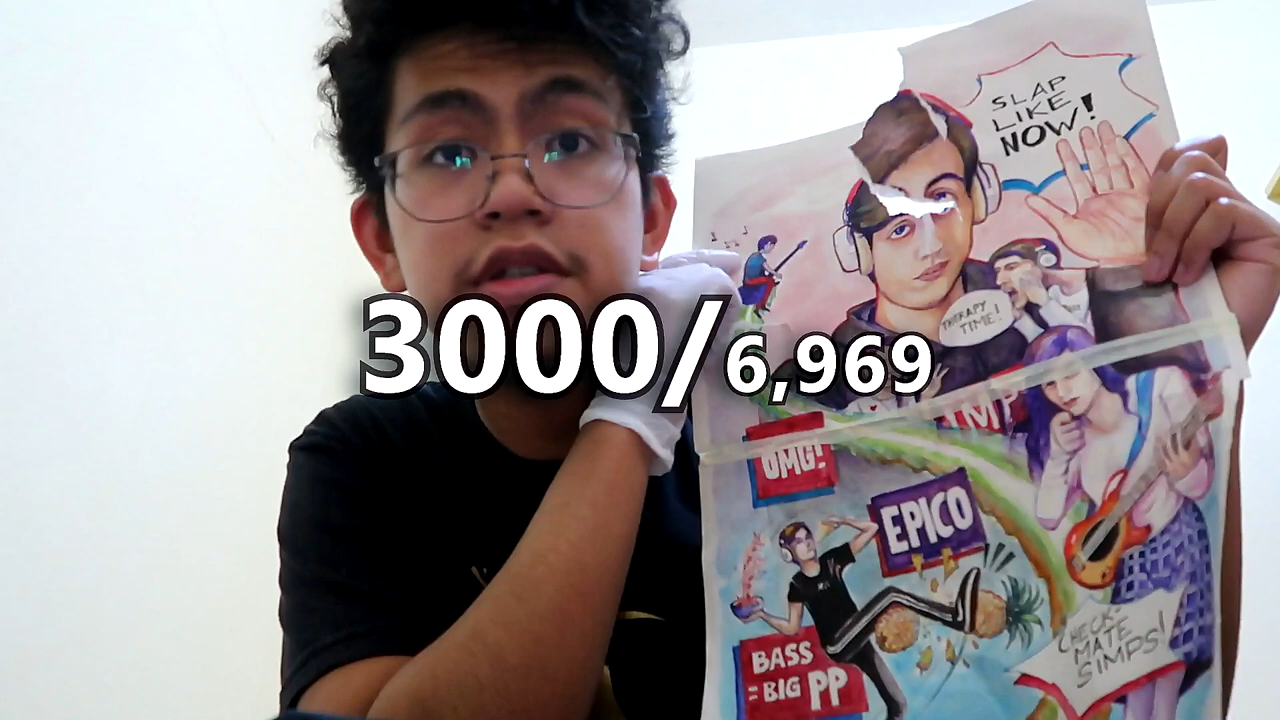 SLAP
LIKE
NOW!
THERAPY
TIME!
3000/6,969
OMG!
EPICO
CHECK-
MATE
SIMPS!
BASS
= BIG PP